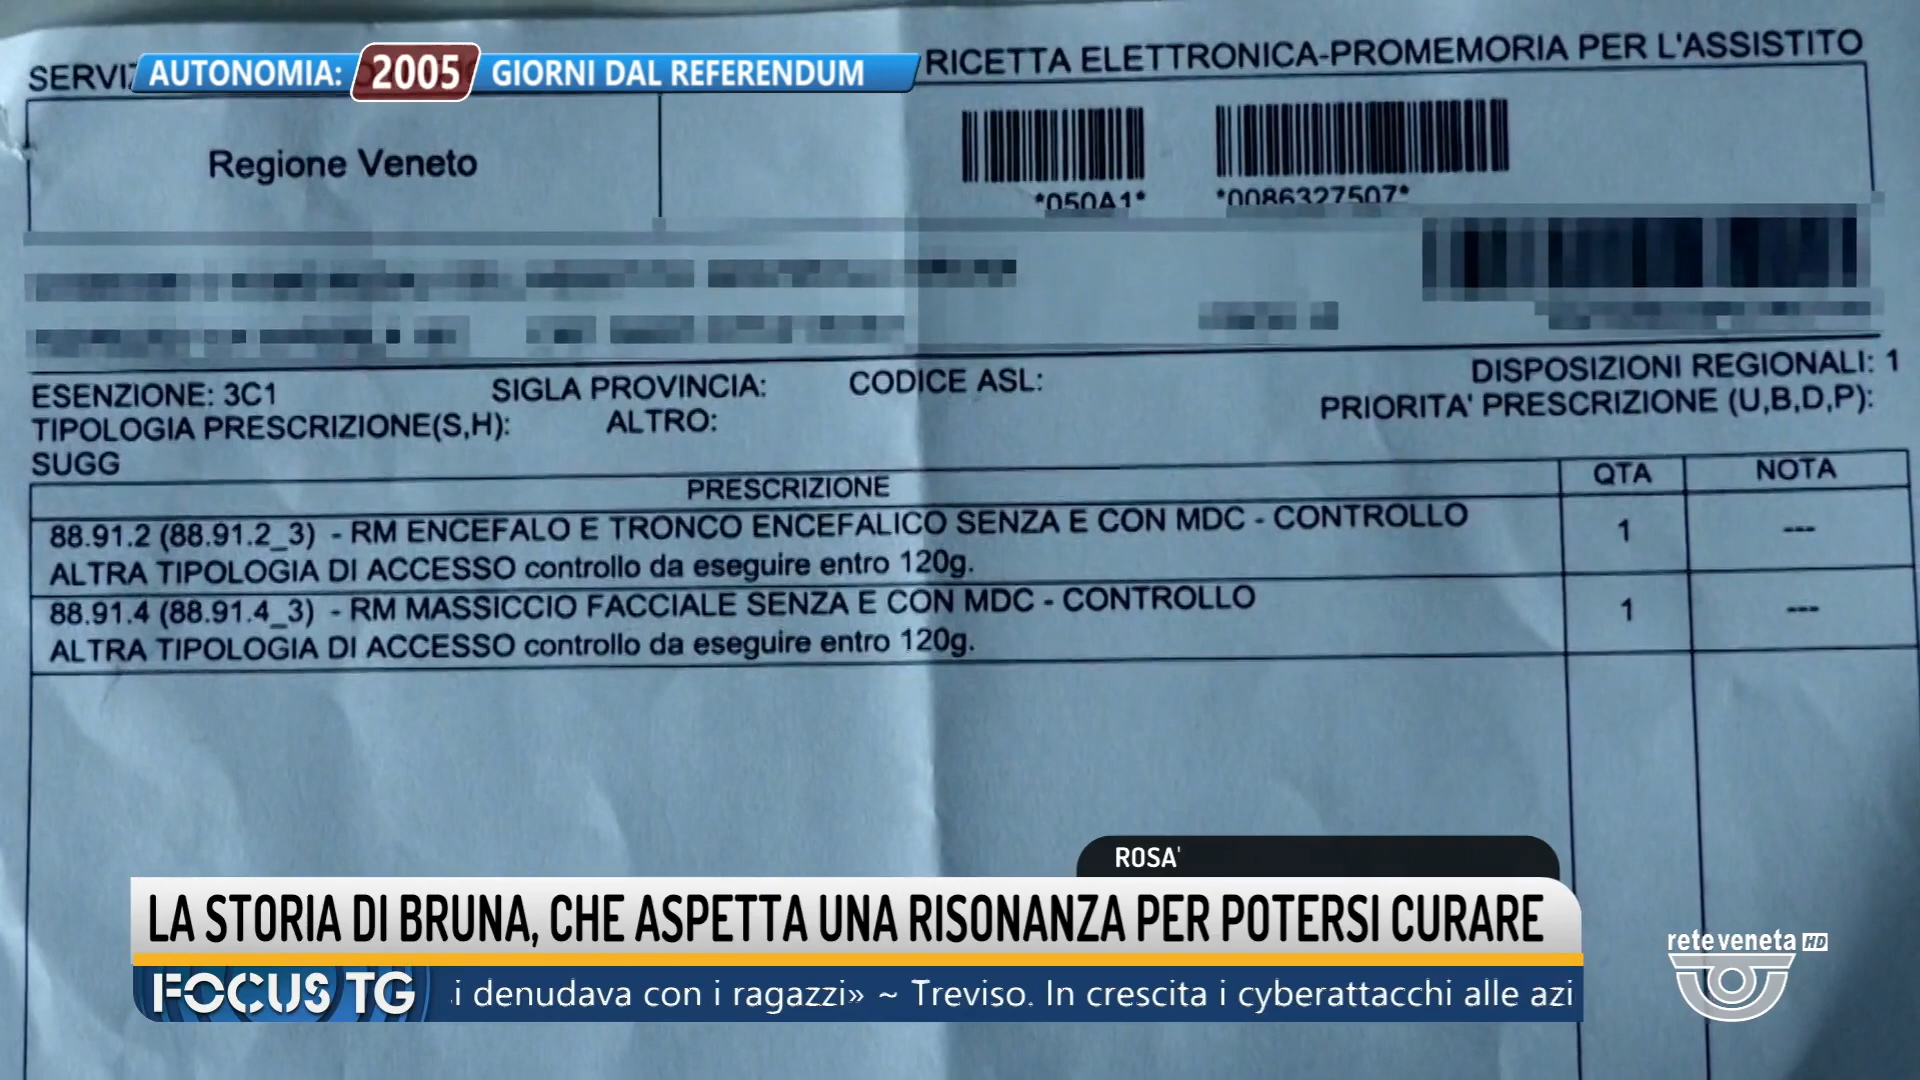 SERVIZ
AUTONOMIA: 2005 GIORNI DAL REFERENDUM
RICETTA ELETTRONICA-PROMEMORIA PER L'ASSISTITO
Regione Veneto
*050A1* *0086327507*
ESENZIONE: 3C1 SIGLA PROVINCIA: CODICE ASL: DISPOSIZIONI REGIONALI: 1
TIPOLOGIA PRESCRIZIONE(S,H): ALTRO: PRIORITA' PRESCRIZIONE (U,B,D,P):
SUGG
PRESCRIZIONE QTA NOTA
88.91.2 (88.91.2_3) - RM ENCEFALO E TRONCO ENCEFALICO SENZA E CON MDC - CONTROLLO 1 ---
ALTRA TIPOLOGIA DI ACCESSO controllo da eseguire entro 120g.
88.91.4 (88.91.4_3) - RM MASSICCIO FACCIALE SENZA E CON MDC - CONTROLLO 1 ---
ALTRA TIPOLOGIA DI ACCESSO controllo da eseguire entro 120g.
ROSA'
LA STORIA DI BRUNA, CHE ASPETTA UNA RISONANZA PER POTERSI CURARE
reteveneta HD
FOCUS TG
i denudava con i ragazzi» ~ Treviso. In crescita i cyberattacchi alle azi